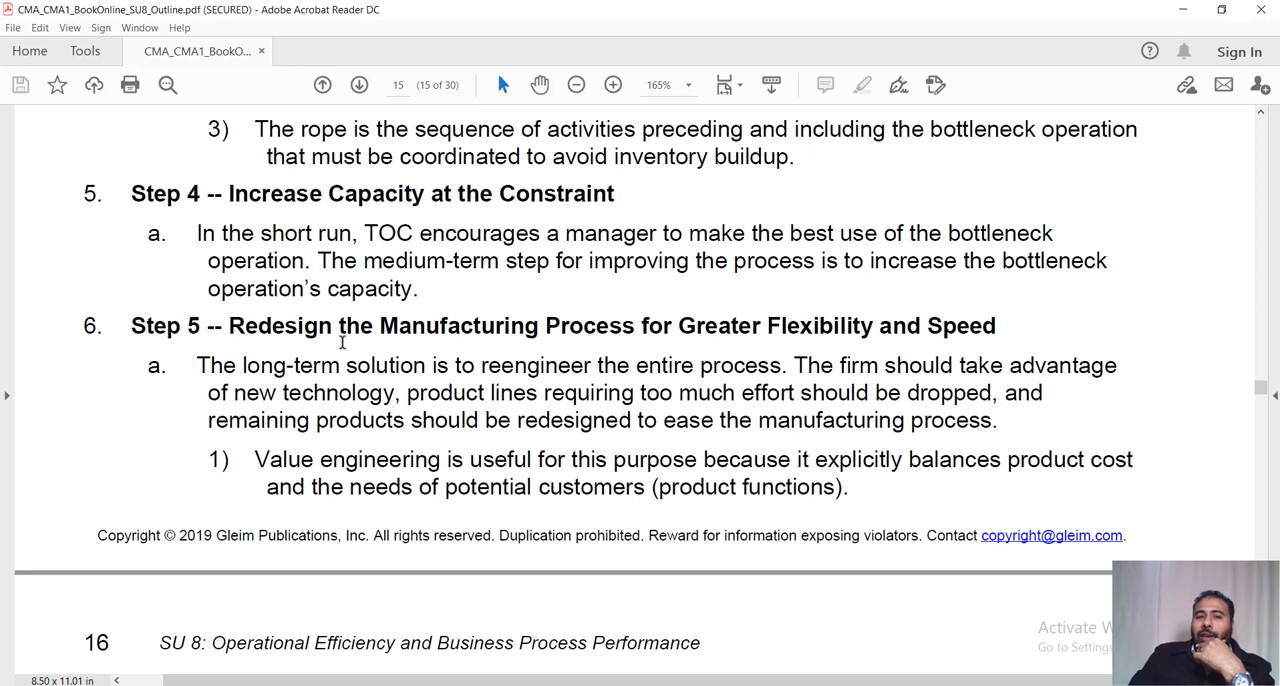 CMA_CMA1_BookOnline_SU8_Outline.pdf (SECURED) - Adobe Acrobat Reader DC
File Edit View Window Sign Help
Home Tools CMA_CMA1_BookO... × Sign In
15 (15 of 30) 165%
3) The rope is the sequence of activities preceding and including the bottleneck operation
that must be coordinated to avoid inventory buildup.
5. Step 4 -- Increase Capacity at the Constraint
a. In the short run, TOC encourages a manager to make the best use of the bottleneck
operation. The medium-term step for improving the process is to increase the bottleneck
operation's capacity.
6. Step 5 -- Redesign the Manufacturing Process for Greater Flexibility and Speed
a. The long-term solution is to reengineer the entire process. The firm should take advantage
of new technology, product lines requiring too much effort should be dropped, and
remaining products should be redesigned to ease the manufacturing process.
1) Value engineering is useful for this purpose because it explicitly balances product cost
and the needs of potential customers (product functions).
Copyright © 2019 Gleim Publications, Inc. All rights reserved. Duplication prohibited. Reward for information exposing violators. Contact copyright@gleim.com.
16 SU 8: Operational Efficiency and Business Process Performance
Activate W
Go to Settings
8.50 x 11.01 in